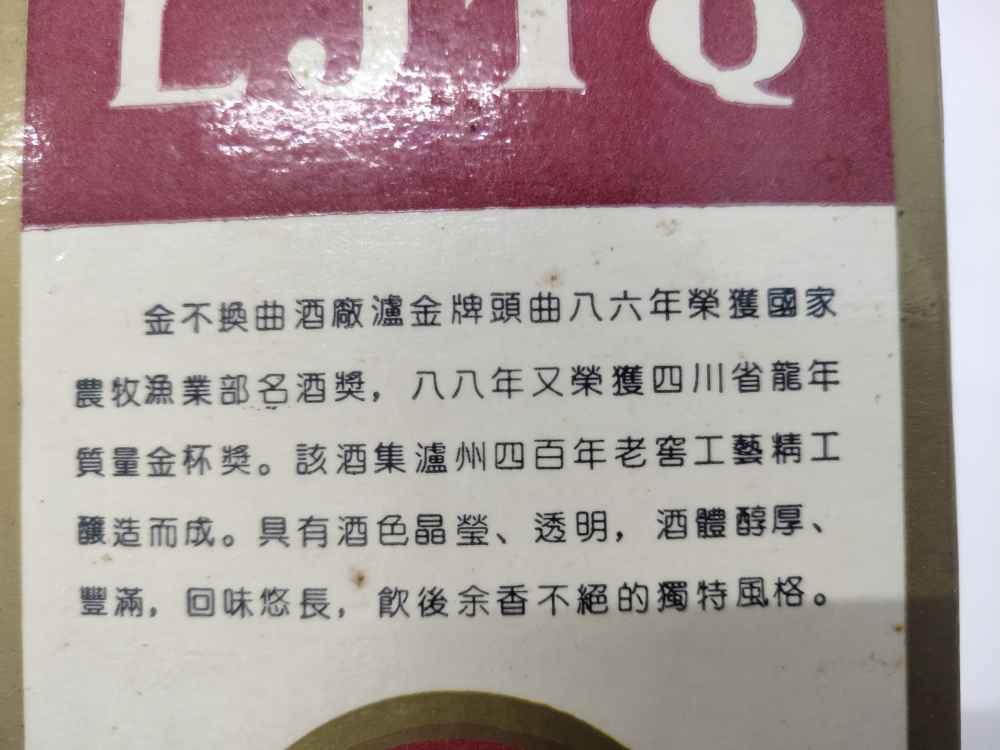 LJTQ
金不換曲酒廠瀘金牌頭曲八六年榮獲國家
農牧漁業部名酒獎，八八年又榮獲四川省龍年
質量金杯獎。該酒集瀘州四百年老窖工藝精工
釀造而成。具有酒色晶瑩、透明，酒體醇厚、
豐滿，回味悠長，飲後余香不絕的獨特風格。